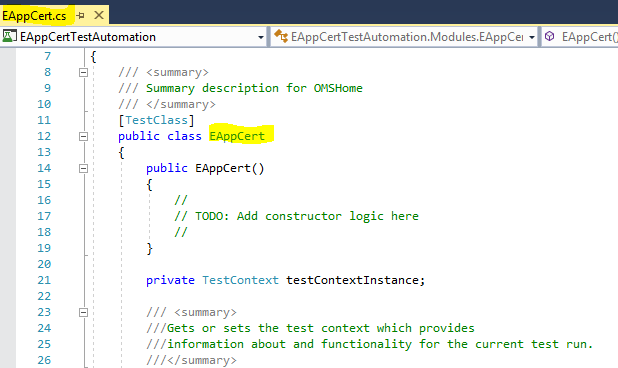 EAppCert.cs
EAppCertTestAutomation
EAppCertTestAutomation.Modules.EAppCer
EAppCert()
7 {
8 /// <summary>
9 /// Summary description for OMSHome
10 /// </summary>
11 [TestClass]
12 public class EAppCert
13 {
14 public EAppCert()
15 {
16 //
17 // TODO: Add constructor logic here
18 //
19 }
20
21 private TestContext testContextInstance;
22
23 /// <summary>
24 ///Gets or sets the test context which provides
25 ///information about and functionality for the current test run.
26 ///</summary>